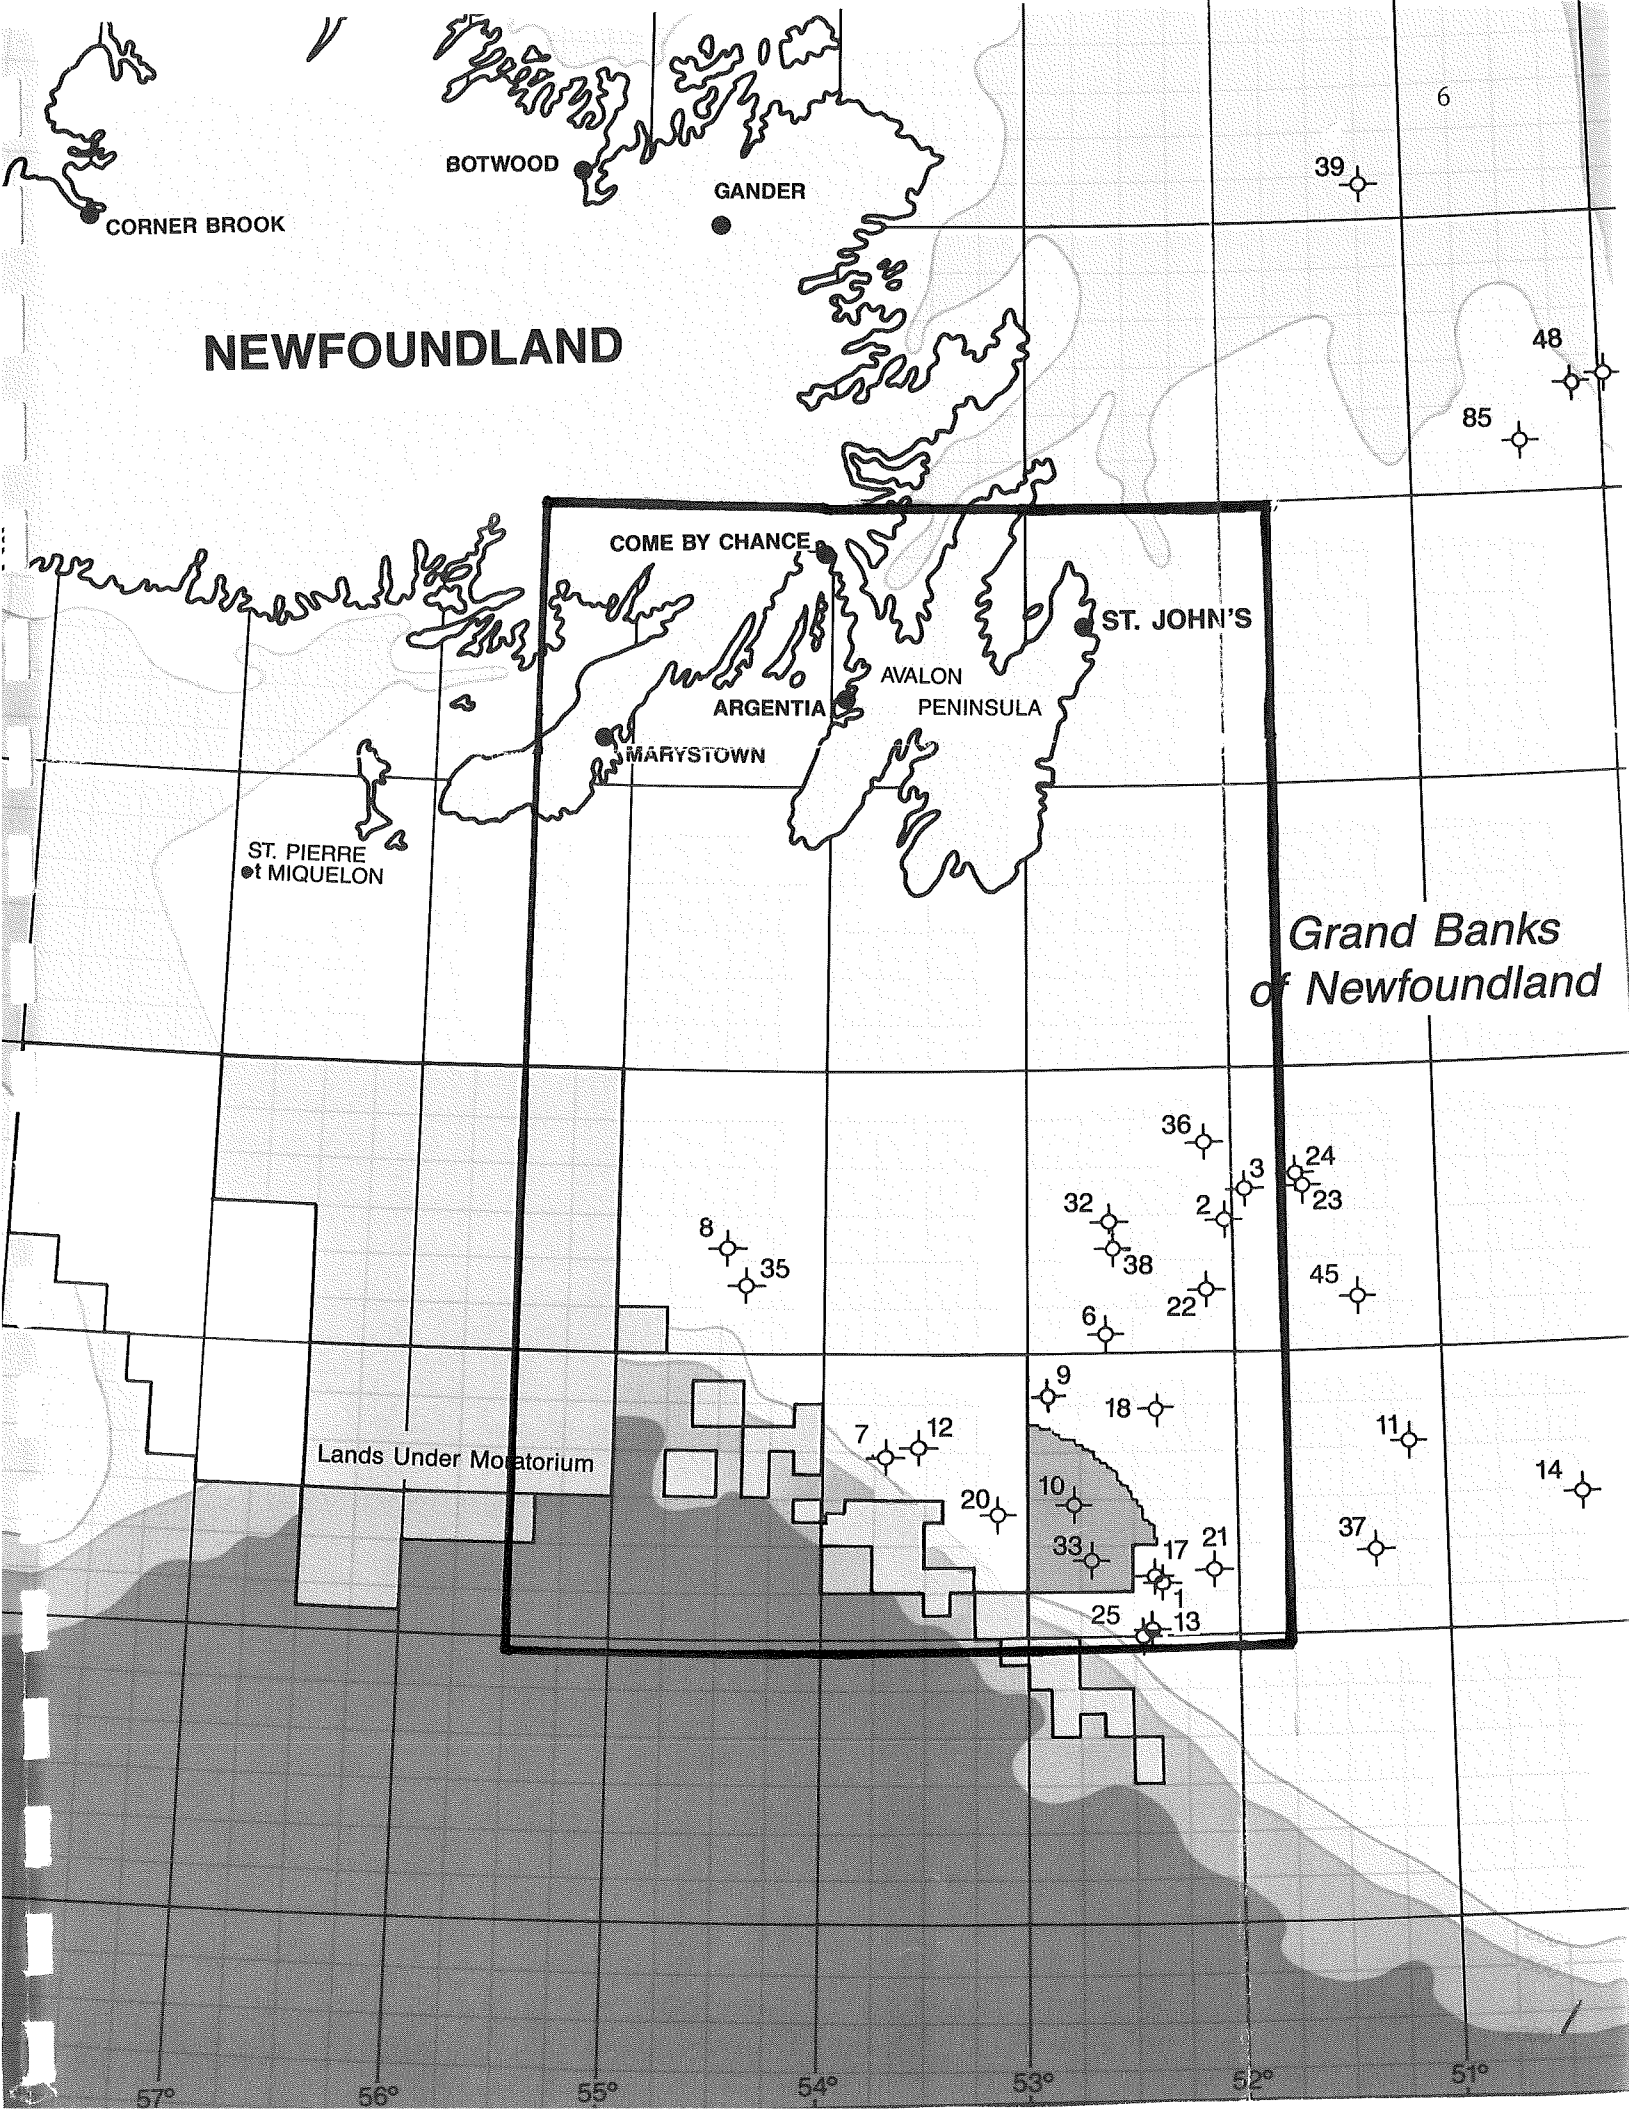 6
39
BOTWOOD
GANDER
CORNER BROOK
NEWFOUNDLAND
48
85
COME BY CHANCE
ST. JOHN'S
AVALON
PENINSULA
ARGENTIA
MARYSTOWN
ST. PIERRE
et MIQUELON
Grand Banks
of Newfoundland
36
24
3
23
32
2
8
38
35
45
22
6
9
18
7
12
11
Lands Under Moratorium
14
10
20
37
33
17
21
1
25
13
57°
56°
55°
54°
53°
52°
51°